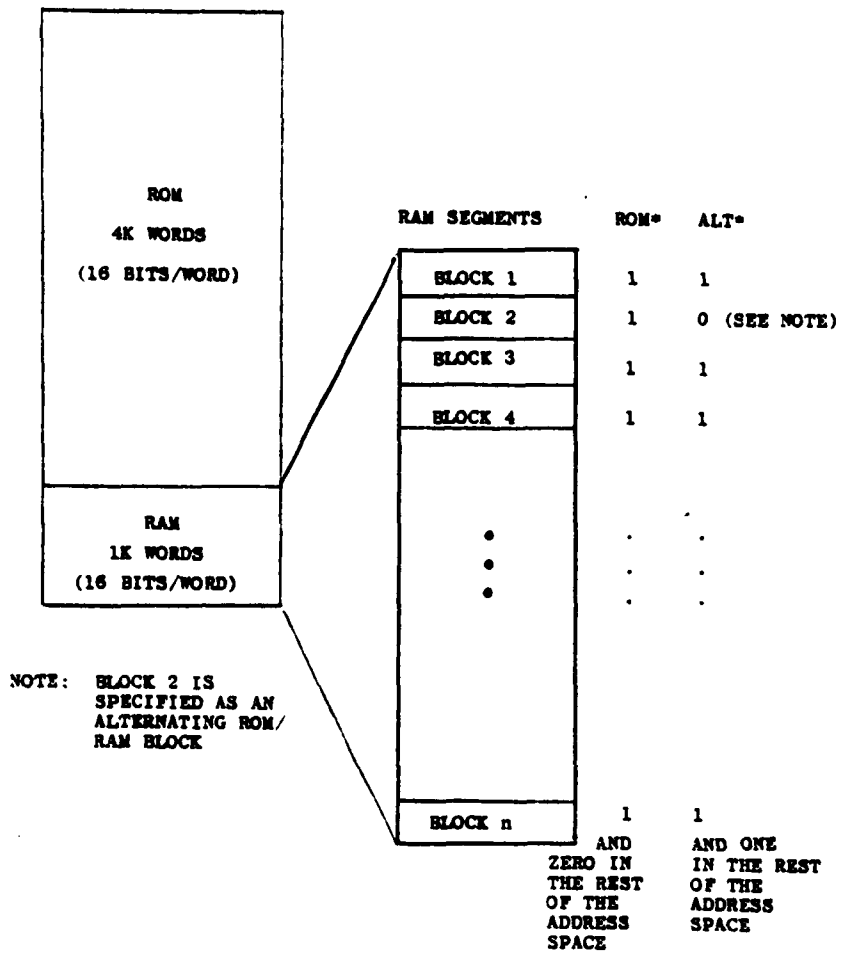 ROM
4K WORDS
(16 BITS/WORD)
RAM
1K WORDS
(16 BITS/WORD)
NOTE: BLOCK 2 IS
SPECIFIED AS AN
ALTERNATING ROM/
RAM BLOCK
RAM SEGMENTS ROM* ALT*
BLOCK 1 1 1
BLOCK 2 1 0 (SEE NOTE)
BLOCK 3 1 1
BLOCK 4 1 1
BLOCK n 1 1
AND
ZERO IN
THE REST
OF THE
ADDRESS
SPACE
AND ONE
IN THE REST
OF THE
ADDRESS
SPACE